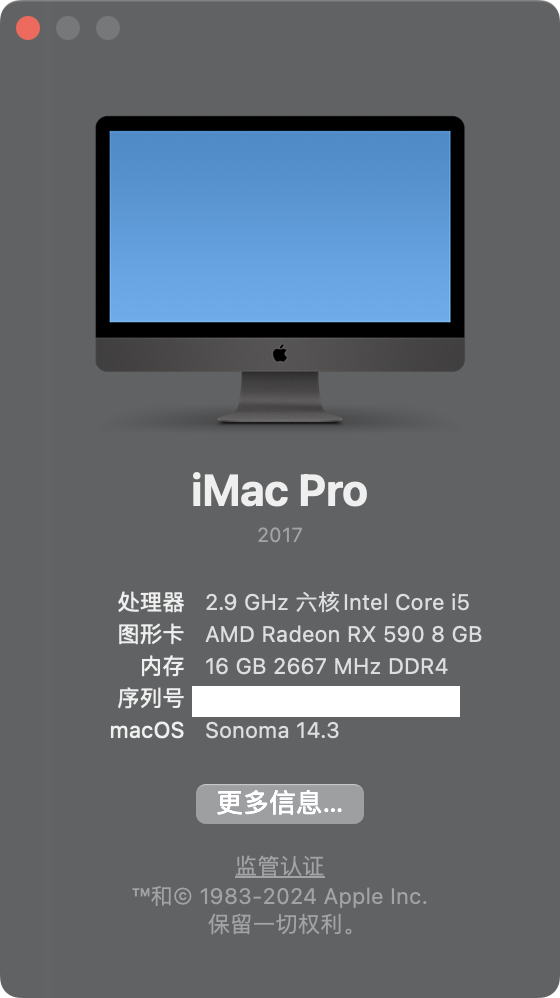 iMac Pro
2017
处理器 2.9 GHz 六核Intel Core i5
图形卡 AMD Radeon RX 590 8 GB
内存 16 GB 2667 MHz DDR4
序列号
macOS Sonoma 14.3
更多信息...
监管认证
™和© 1983-2024 Apple Inc.
保留一切权利。